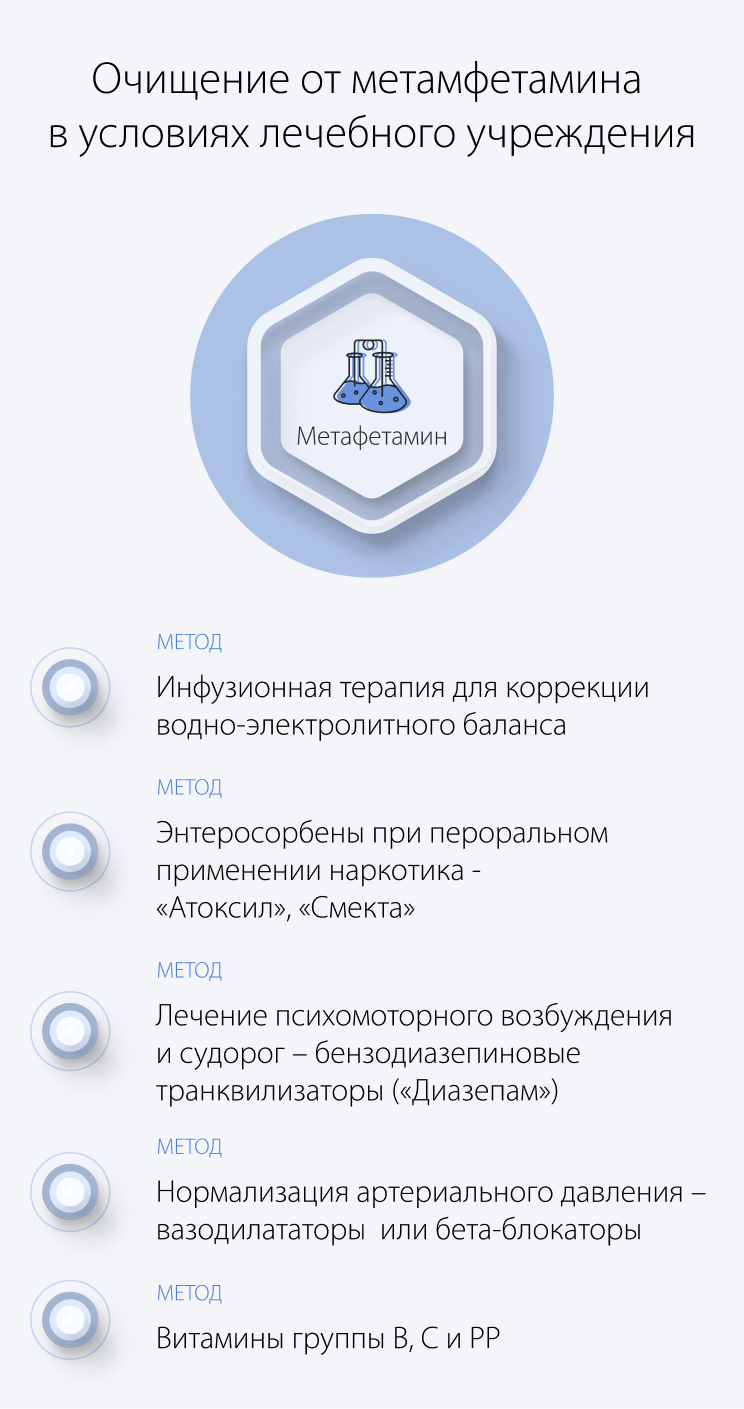 Очищение от метамфетамина
в условиях лечебного учреждения
Метафетамин
МЕТОД
Инфузионная терапия для коррекции
водно-электролитного баланса
МЕТОД
Энтеросорбены при пероральном
применении наркотика -
«Атоксил», «Смекта»
МЕТОД
Лечение психомоторного возбуждения
и судорог – бензодиазепиновые
транквилизаторы («Диазепам»)
МЕТОД
Нормализация артериального давления –
вазодилататоры или бета-блокаторы
МЕТОД
Витамины группы В, С и РР